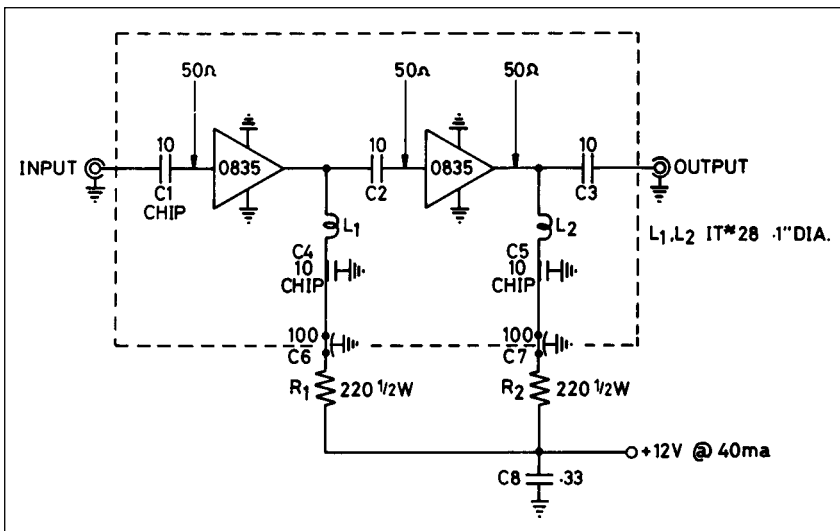 50Ω 50Ω 50Ω
10 10 10
INPUT 0835 0835 OUTPUT
C1 C2 C3
CHIP
L1 L2 L1,L2 IT#28 .1"DIA.
C4 C5
10 10
CHIP CHIP
100 100
C6 C7
R1 220 1/2W R2 220 1/2W
+12V @ 40ma
C8 .33